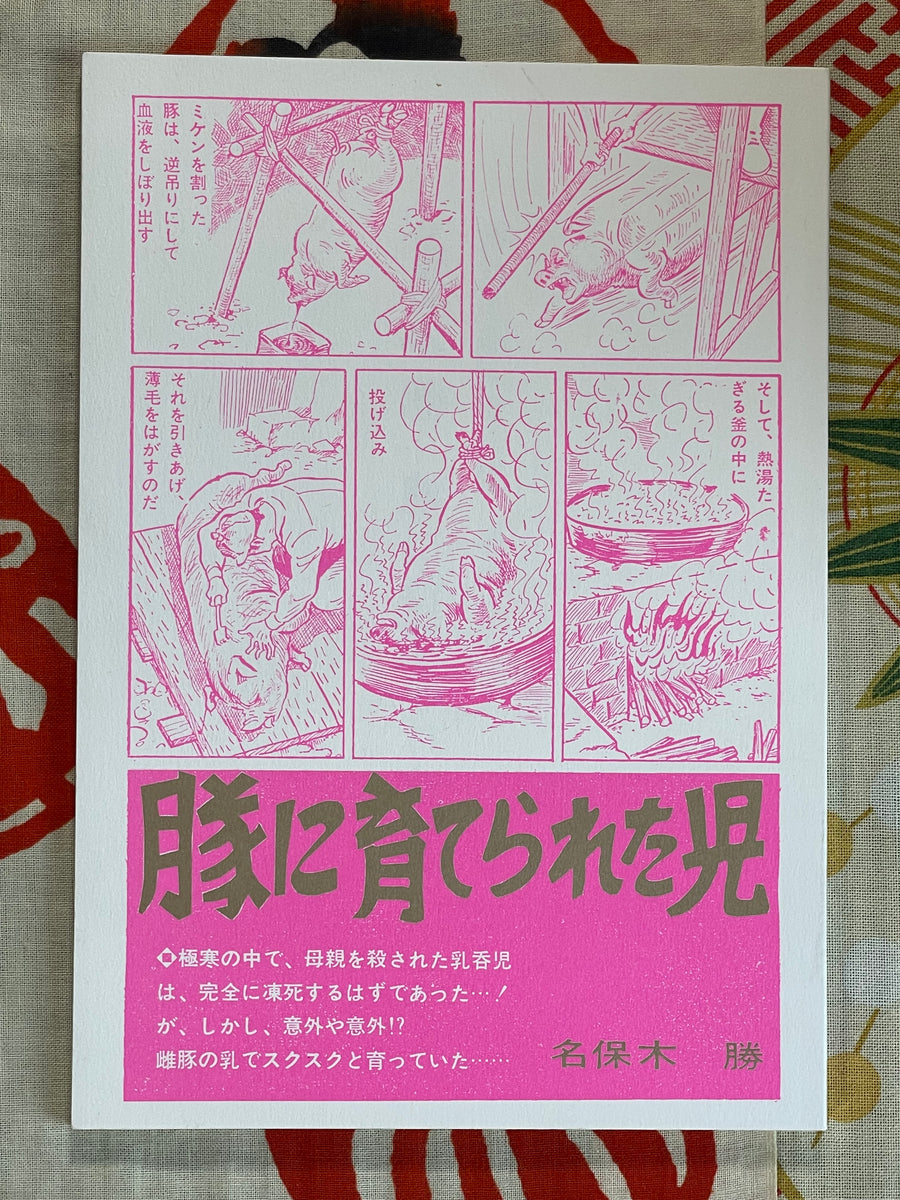 ミケンを割った
豚は、逆吊りにして
血液をしぼり出す
そして、熱湯た
ぎる釜の中に
投げ込み
それを引きあげ、
薄毛をはがすのだ
豚に育てられた児
極寒の中で、母親を殺された乳呑児
は、完全に凍死するはずであった…!
が、しかし、意外や意外!?
雌豚の乳でスクスクと育っていた……
名保木 勝